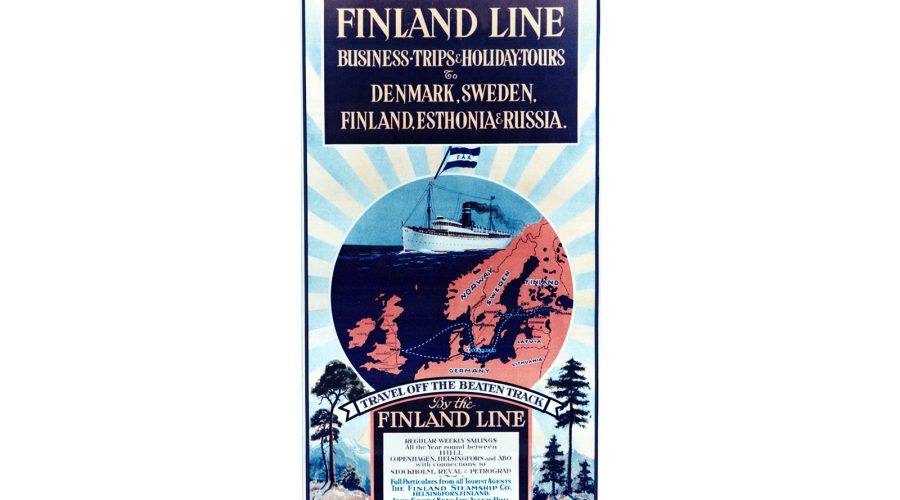 FINLAND LINE
BUSINESS·TRIPS & HOLIDAY·TOURS
To
DENMARK, SWEDEN,
FINLAND, ESTHONIA & RUSSIA.
F.Å.A.
NORWAY
SWEDEN
FINLAND
LATVIA
LITHUANIA
GERMANY
TRAVEL OFF THE BEATEN TRACK
By the
FINLAND LINE
REGULAR WEEKLY SAILINGS
All the Year round between
HULL
COPENHAGEN, HELSINGFORS and ABO
with connections to
STOCKHOLM, REVAL & PETROGRAD
Full Particulars from all TOURIST AGENTS
THE FINLAND STEAMSHIP Co.
HELSINGFORS, FINLAND.